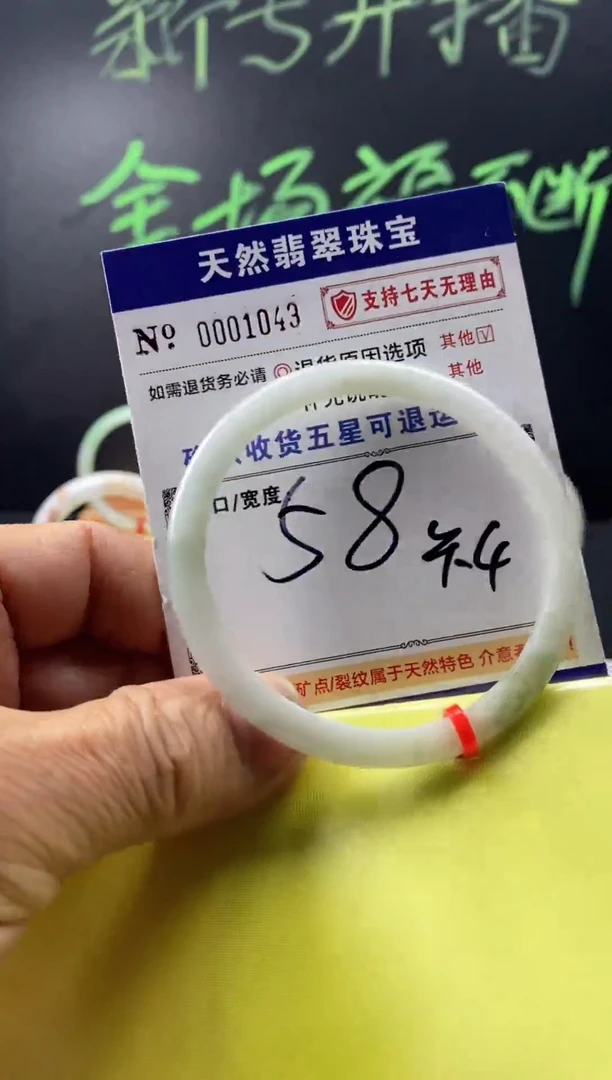 新号开播
全场福 不断
天然翡翠珠宝
Nº 0001043
支持七天无理由
如需退货务必请 退货原因选项
其他
其他
收货五星可退
口/宽度
58
矿点/裂纹属于天然特色 介意